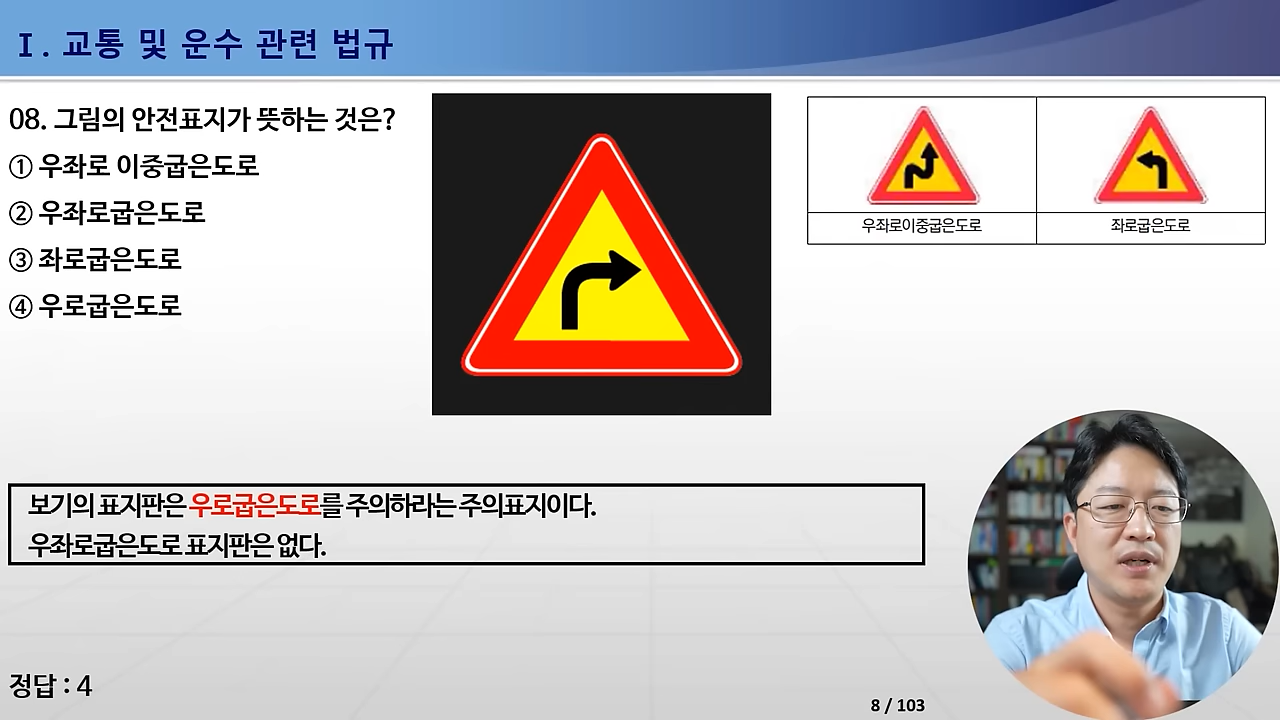 I. 교통 및 운수 관련 법규
08. 그림의 안전표지가 뜻하는 것은?
① 우좌로 이중굽은도로
② 우좌로굽은도로
③ 좌로굽은도로
④ 우로굽은도로
우좌로이중굽은도로
좌로굽은도로
보기의 표지판은 우로굽은도로를 주의하라는 주의표지이다.
우좌로굽은도로 표지판은 없다.
정답 : 4
8 / 103